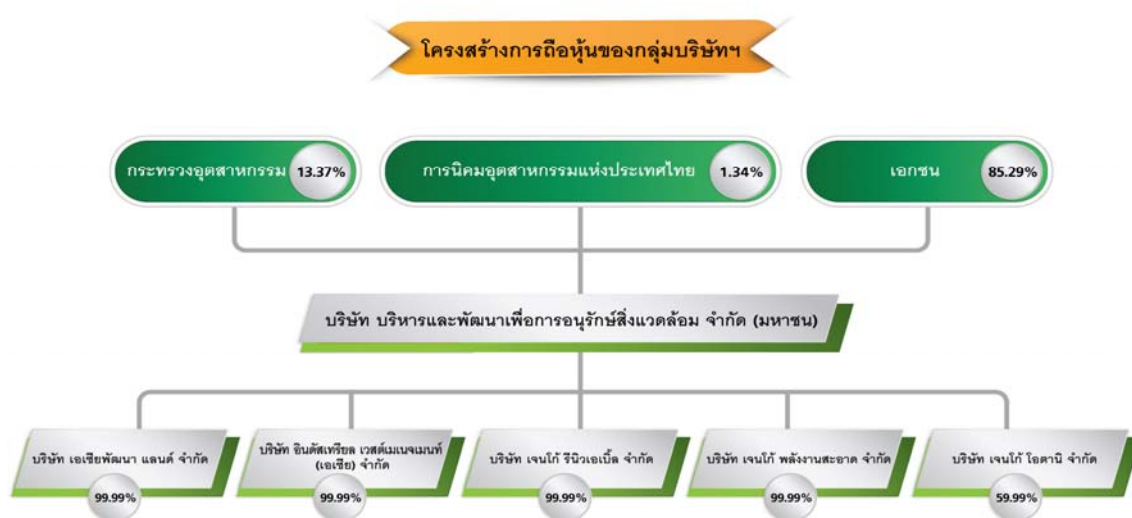 โครงสร้างการถือหุ้นของกลุ่มบริษัทฯ
กระทรวงอุตสาหกรรม 13.37%
การนิคมอุตสาหกรรมแห่งประเทศไทย 1.34%
เอกชน 85.29%
บริษัท บริหารและพัฒนาเพื่อการอนุรักษ์สิ่งแวดล้อม จำกัด (มหาชน)
บริษัท เอเซียพัฒนา แลนด์ จำกัด
99.99%
บริษัท อินดัสเทรียล เวสต์เมเนจเมนท์
(เอเซีย) จำกัด
99.99%
บริษัท เจนโก้ รีนิวเอเบิ้ล จำกัด
99.99%
บริษัท เจนโก้ พลังงานสะอาด จำกัด
99.99%
บริษัท เจนโก้ โอตานิ จำกัด
59.99%